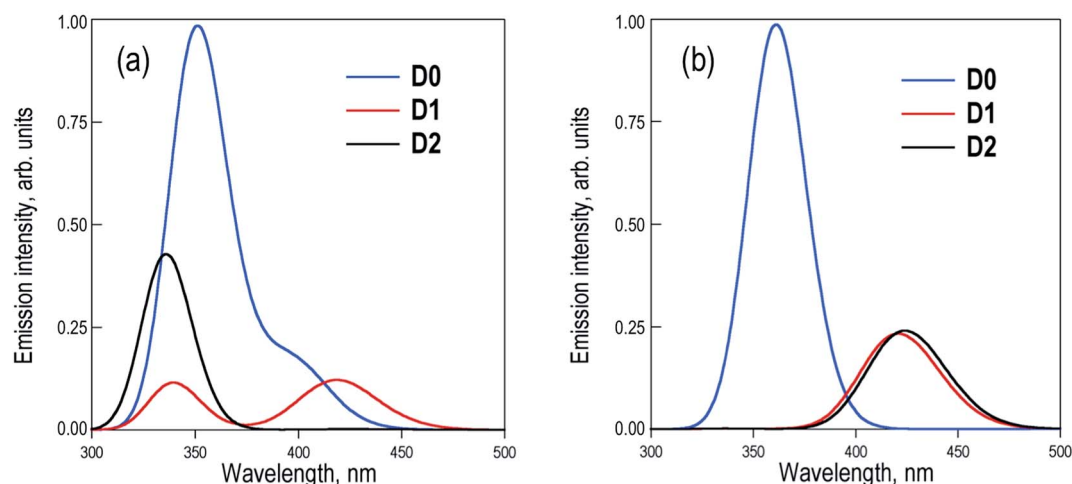 (a)
D0
D1
D2
1.00
0.75
0.50
0.25
0.00
300
350
400
450
500
Emission intensity, arb. units
Wavelength, nm
(b)
D0
D1
D2
1.00
0.75
0.50
0.25
0.00
300
350
400
450
500
Emission intensity, arb. units
Wavelength, nm